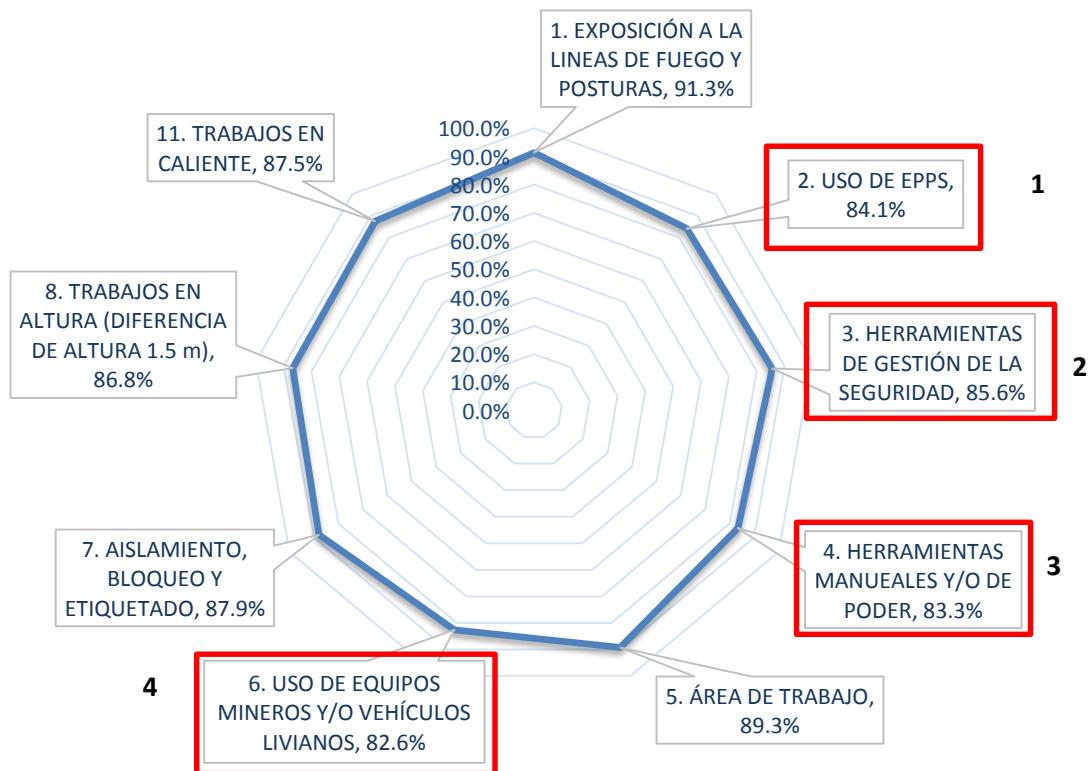 1. EXPOSICIÓN A LA
LINEAS DE FUEGO Y
POSTURAS, 91.3%
11. TRABAJOS EN
CALIENTE, 87.5%
100.0%
90.0%
80.0%
70.0%
60.0%
50.0%
40.0%
30.0%
20.0%
10.0%
0.0%
2. USO DE EPPS,
84.1%
1
8. TRABAJOS EN
ALTURA (DIFERENCIA
DE ALTURA 1.5 m),
86.8%
3. HERRAMIENTAS
DE GESTIÓN DE LA
SEGURIDAD, 85.6%
2
7. AISLAMIENTO,
BLOQUEO Y
ETIQUETADO, 87.9%
4. HERRAMIENTAS
MANUEALES Y/O DE
PODER, 83.3%
3
4
6. USO DE EQUIPOS
MINEROS Y/O VEHÍCULOS
LIVIANOS, 82.6%
5. ÁREA DE TRABAJO,
89.3%